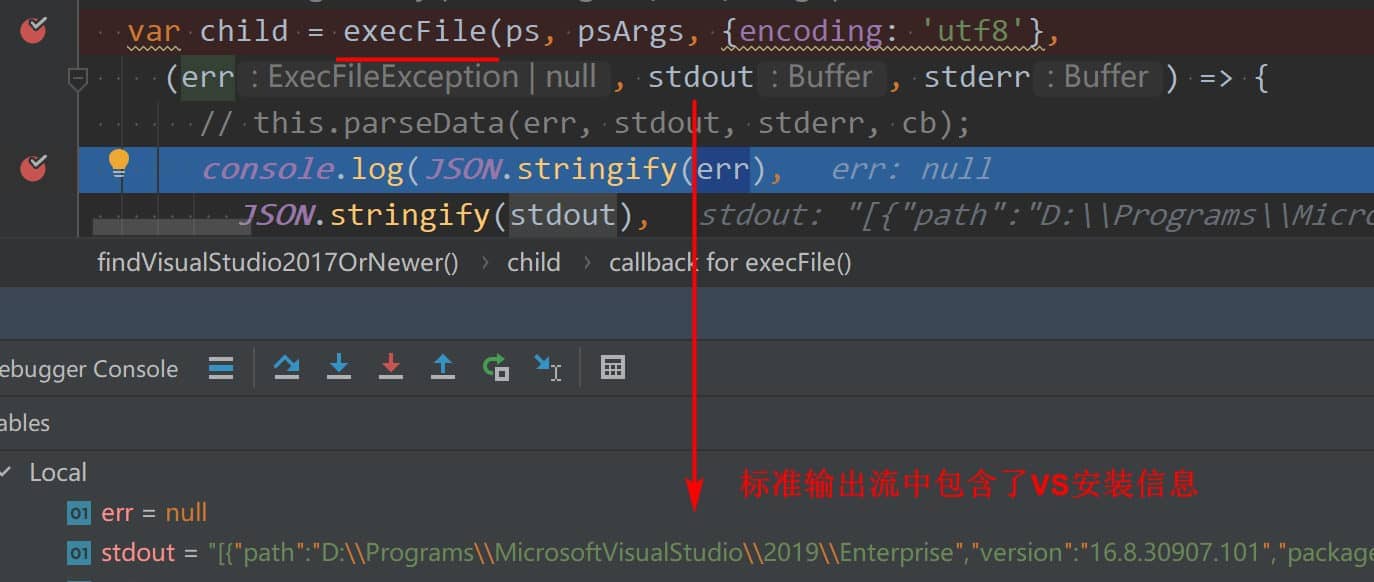 var child = execFile(ps, psArgs, {encoding: 'utf8'},
(err : ExecFileException | null , stdout : Buffer , stderr : Buffer ) => {
// this.parseData(err, stdout, stderr, cb);
console.log(JSON.stringify(err), err: null
JSON.stringify(stdout), stdout: "[{"path":"D:\\Programs\\Micro
findVisualStudio2017OrNewer() › child › callback for execFile()
ebugger Console
ables
Local
标准输出流中包含了VS安装信息
01 err = null
01 stdout = "[{"path":"D:\\Programs\\MicrosoftVisualStudio\\2019\\Enterprise","version":"16.8.30907.101","package